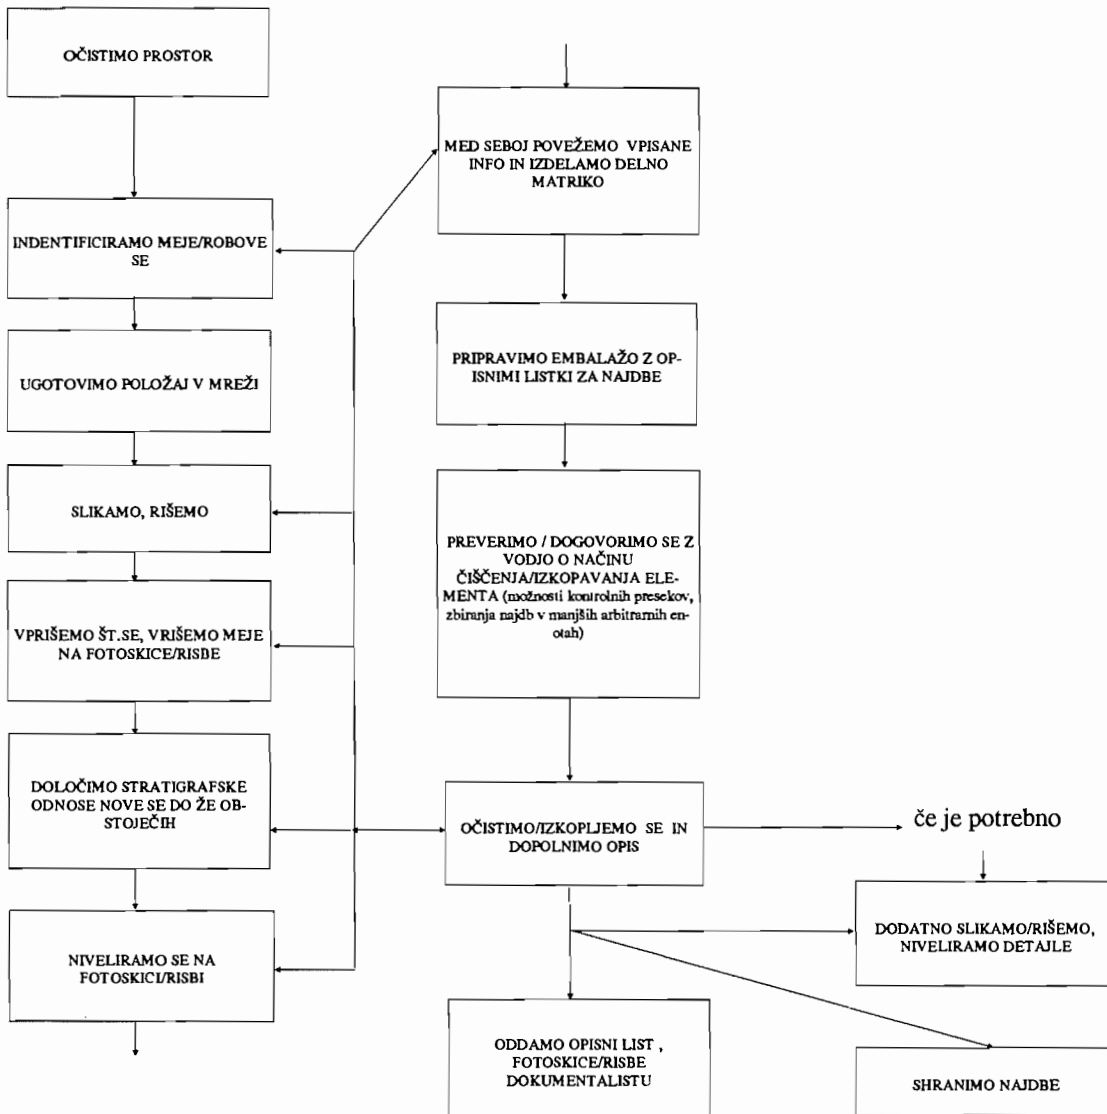 OČISTIMO PROSTOR
INDENTIFICIRAMO MEJE/ROBOVE
SE
UGOTOVIMO POLOŽAJ V MREŽI
SLIKAMO, RIŠEMO
VPRIŠEMO ŠT.SE, VRIŠEMO MEJE
NA FOTOSKICE/RISBE
DOLOČIMO STRATIGRAFSKE
ODNOSE NOVE SE DO ŽE OB-
STOJEČIH
NIVELIRAMO SE NA
FOTOSKICI/RISBI
MED SEBOJ POVEŽEMO VPISANE
INFO IN IZDELAMO DELNO
MATRIKO
PRIPRAVIMO EMBALAŽO Z OP-
ISNIMI LISTKI ZA NAJDBE
PREVERIMO / DOGOVORIMO SE Z
VODJO O NAČINU
ČIŠČENJA/IZKOPAVANJA ELE-
MENTA (možnosti kontrolnih presekov,
zbiranja najdb v manjših arbitrarnih en-
otah)
OČISTIMO/IZKOPLJEMO SE IN
DOPOLNIMO OPIS
če je potrebno
DODATNO SLIKAMO/RIŠEMO,
NIVELIRAMO DETAJLE
ODDAMO OPISNI LIST ,
FOTOSKICE/RISBE
DOKUMENTALISTU
SHRANIMO NAJDBE